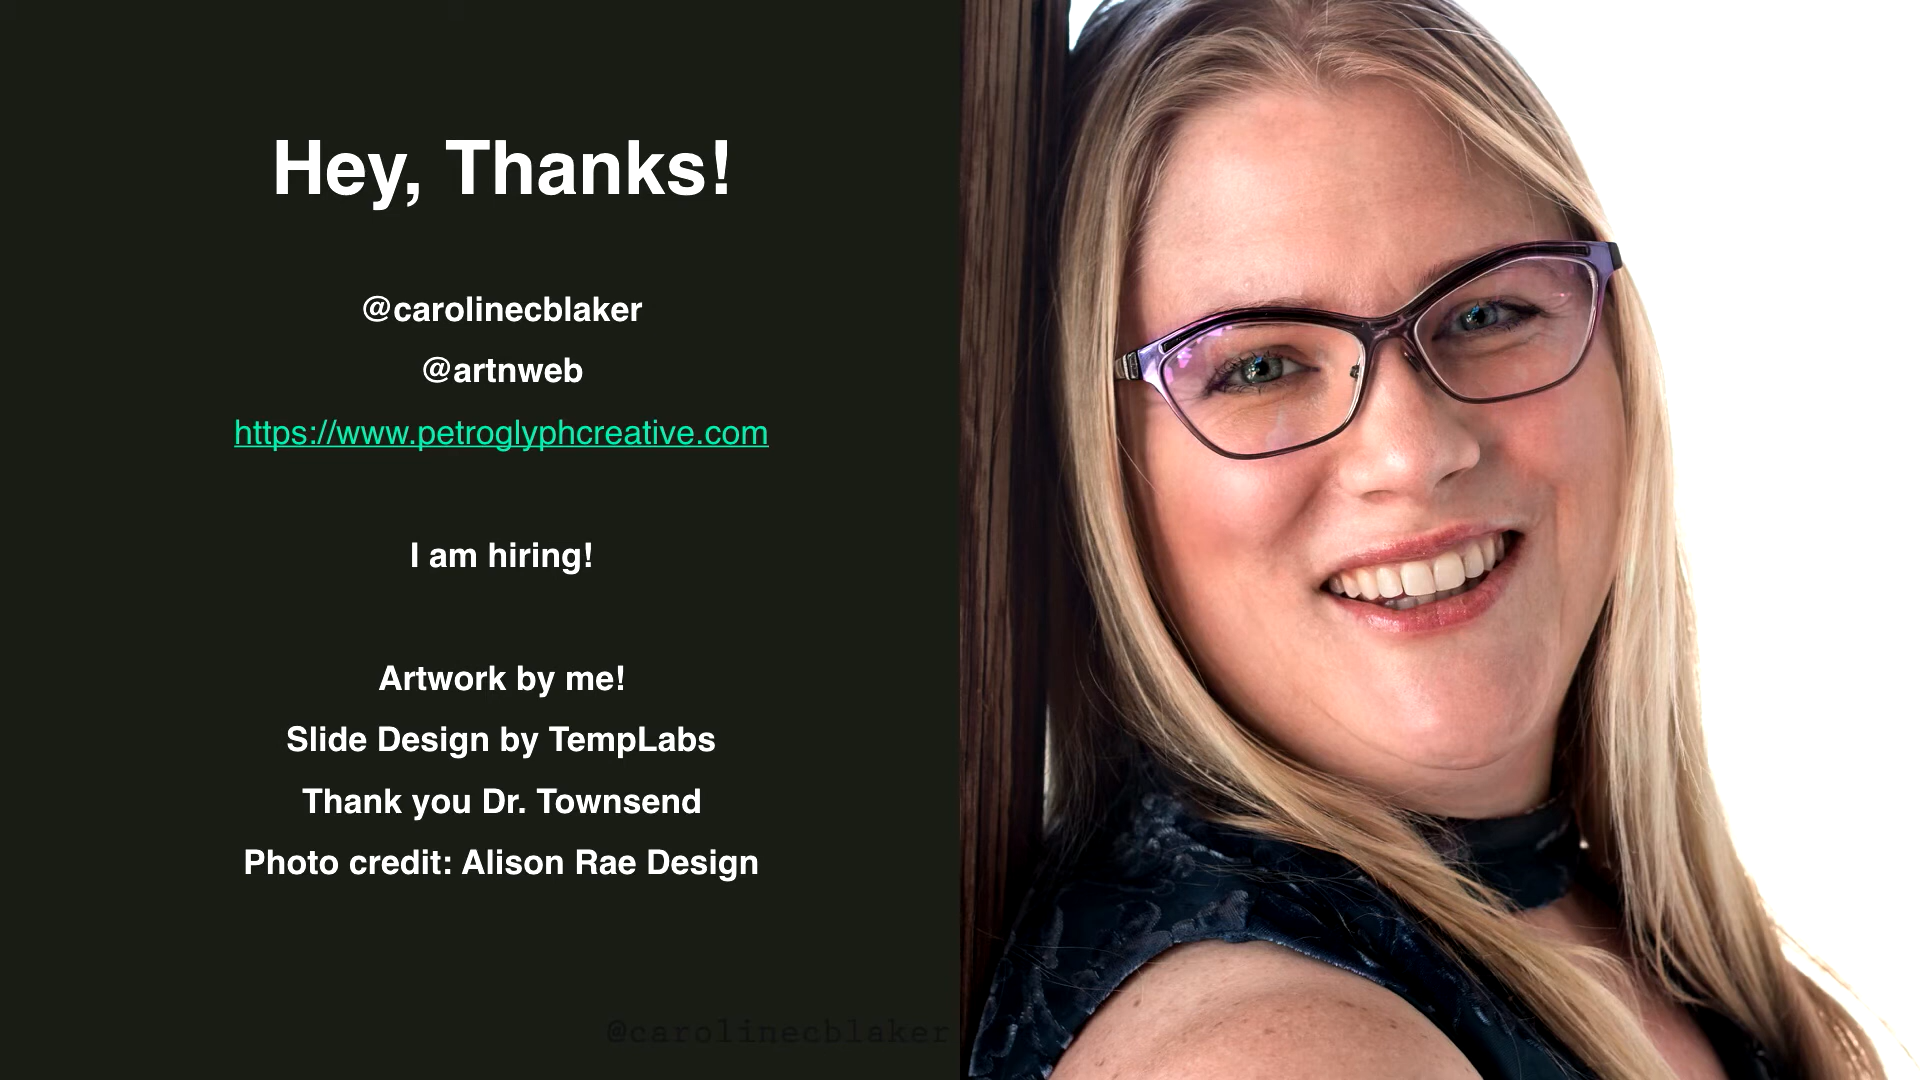 Hey, Thanks!
@carolinecblaker
@artnweb
https://www.petroglyphcreative.com
I am hiring!
Artwork by me!
Slide Design by TempLabs
Thank you Dr. Townsend
Photo credit: Alison Rae Design
@carolinecblaker